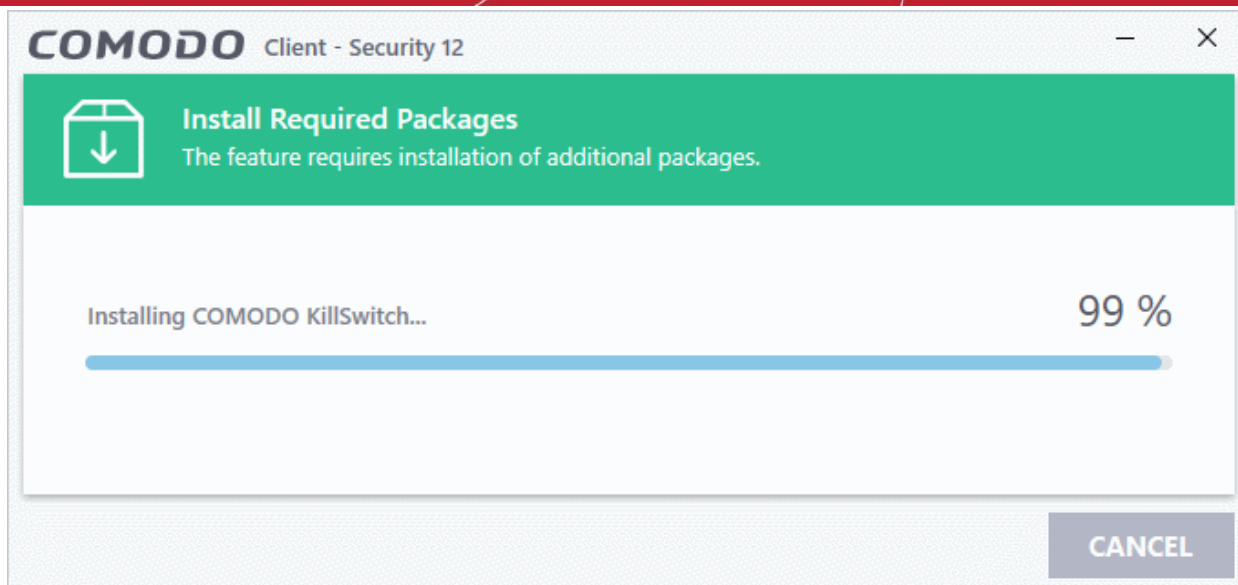 COMODO Client - Security 12
Install Required Packages
The feature requires installation of additional packages.
Installing COMODO KillSwitch... 99 %
CANCEL